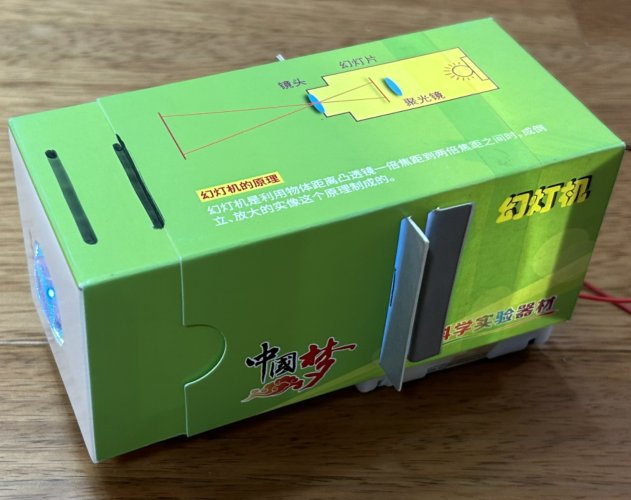 幻灯片
镜头
聚光镜
幻灯机的原理
幻灯机是利用物体距离凸透镜一倍焦距到两倍焦距之间时,成倒
立、放大的实像这个原理制成的。
幻灯机
科学实验器材
中國梦